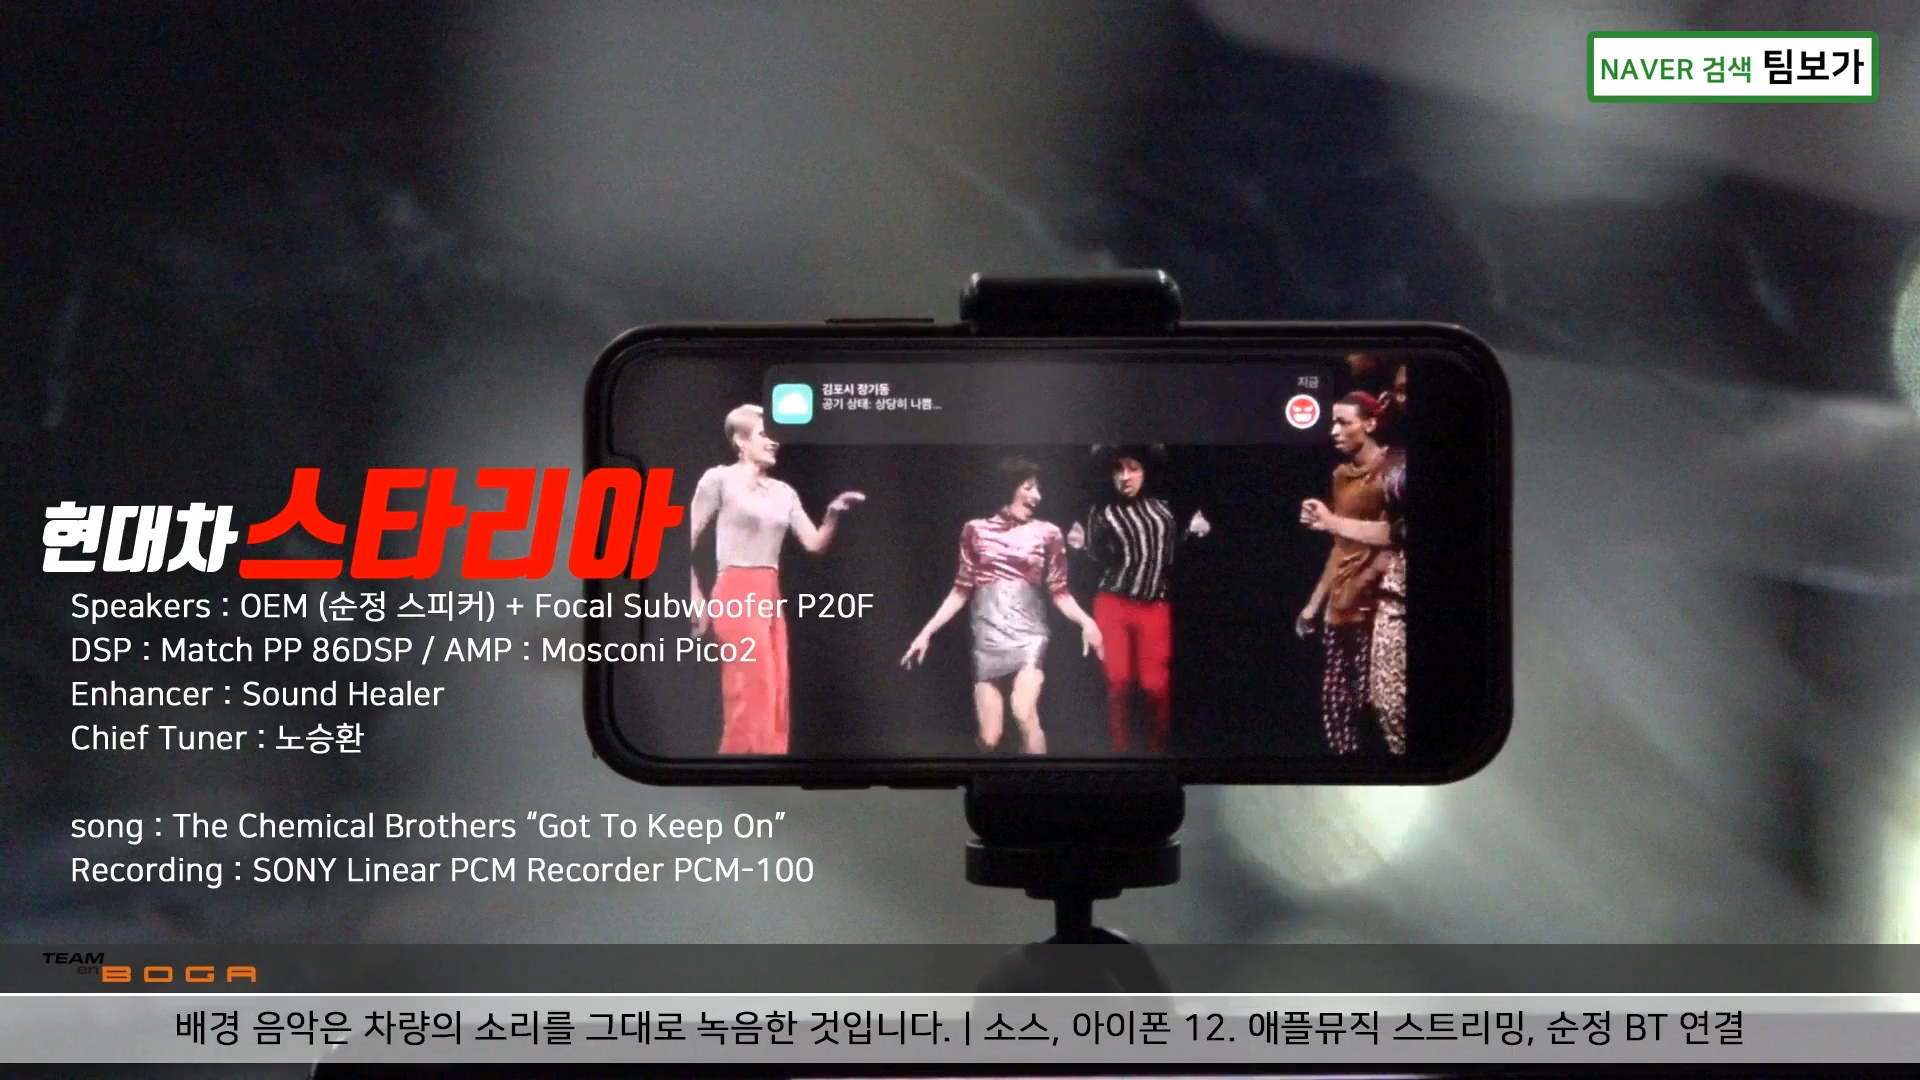 NAVER 검색 팀보가
김포시 장기동
지금
공기 상태: 상당히 나쁨...
현대차 스타리아
Speakers : OEM (순정 스피커) + Focal Subwoofer P20F
DSP : Match PP 86DSP / AMP : Mosconi Pico2
Enhancer : Sound Healer
Chief Tuner : 노승환
song : The Chemical Brothers “Got To Keep On”
Recording : SONY Linear PCM Recorder PCM-100
TEAM
en BOGA
배경 음악은 차량의 소리를 그대로 녹음한 것입니다. | 소스, 아이폰 12. 애플뮤직 스트리밍, 순정 BT 연결